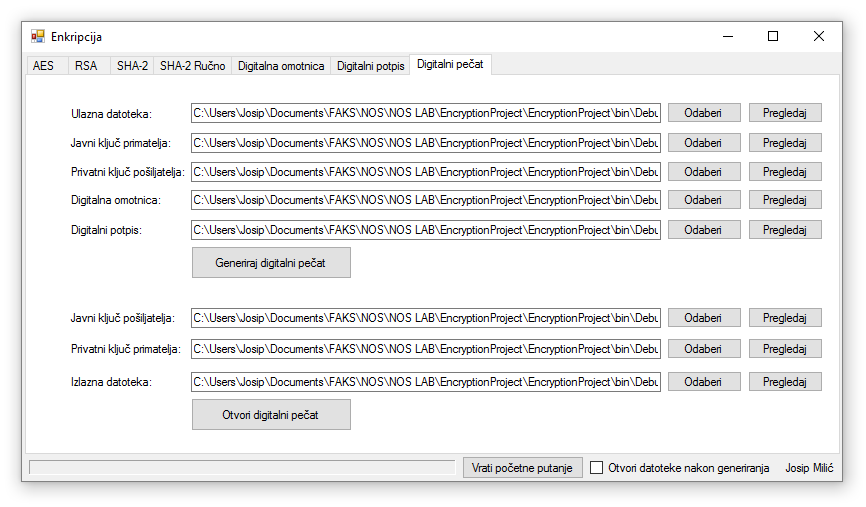 Enkripcija
AES RSA SHA-2 SHA-2 Ručno Digitalna omotnica Digitalni potpis Digitalni pečat
Ulazna datoteka: C:\Users\Josip\Documents\FAKS\NOS\NOS LAB\EncryptionProject\EncryptionProject\bin\Debu Odaberi Pregledaj
Javni ključ primatelja: C:\Users\Josip\Documents\FAKS\NOS\NOS LAB\EncryptionProject\EncryptionProject\bin\Debu Odaberi Pregledaj
Privatni ključ pošiljatelja: C:\Users\Josip\Documents\FAKS\NOS\NOS LAB\EncryptionProject\EncryptionProject\bin\Debu Odaberi Pregledaj
Digitalna omotnica: C:\Users\Josip\Documents\FAKS\NOS\NOS LAB\EncryptionProject\EncryptionProject\bin\Debu Odaberi Pregledaj
Digitalni potpis: C:\Users\Josip\Documents\FAKS\NOS\NOS LAB\EncryptionProject\EncryptionProject\bin\Debu Odaberi Pregledaj
Generiraj digitalni pečat
Javni ključ pošiljatelja: C:\Users\Josip\Documents\FAKS\NOS\NOS LAB\EncryptionProject\EncryptionProject\bin\Debu Odaberi Pregledaj
Privatni ključ primatelja: C:\Users\Josip\Documents\FAKS\NOS\NOS LAB\EncryptionProject\EncryptionProject\bin\Debu Odaberi Pregledaj
Izlazna datoteka: C:\Users\Josip\Documents\FAKS\NOS\NOS LAB\EncryptionProject\EncryptionProject\bin\Debu Odaberi Pregledaj
Otvori digitalni pečat
Vrati početne putanje Otvori datoteke nakon generiranja Josip Milić